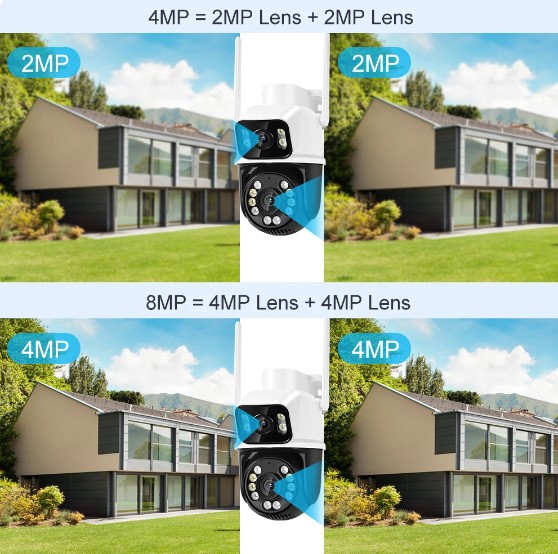 4MP = 2MP Lens + 2MP Lens
2MP
2MP
8MP = 4MP Lens + 4MP Lens
4MP
4MP